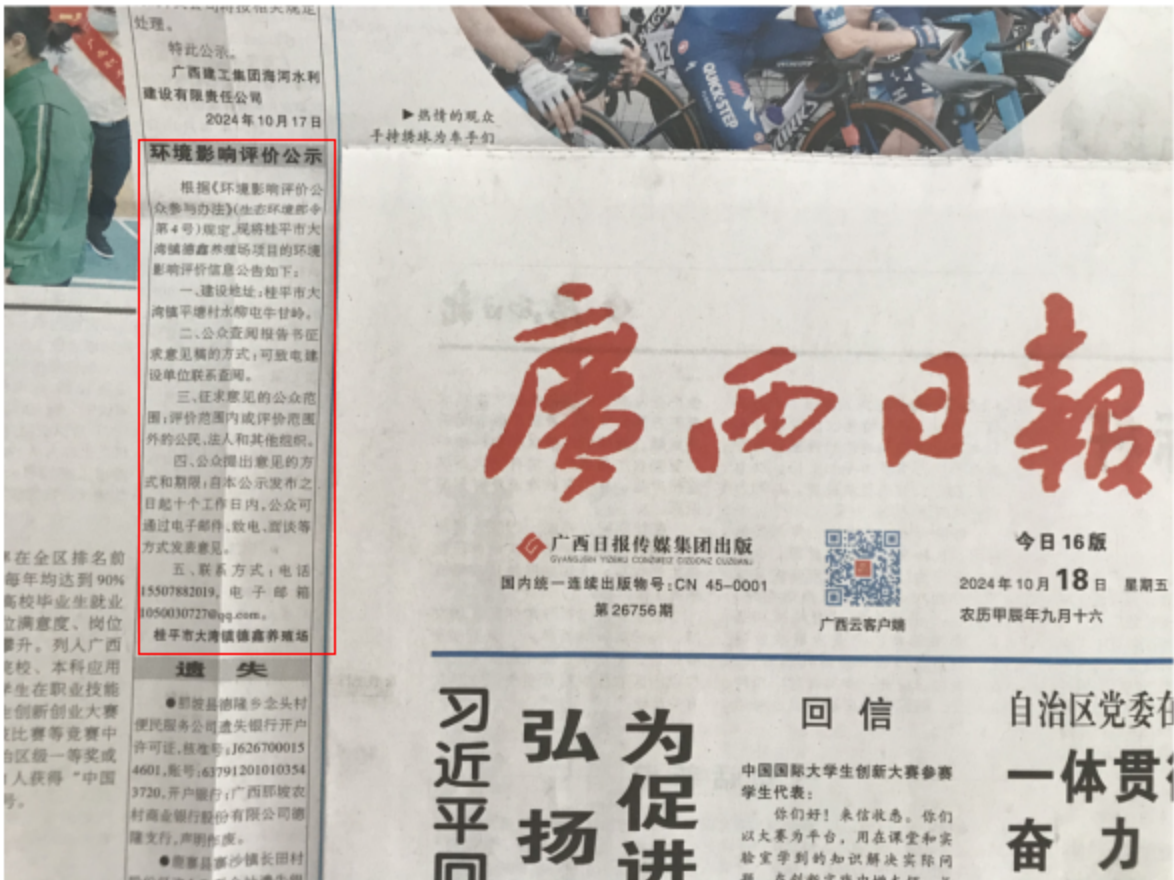 处理。
特此公示。
广西建工集团海河水利
建设有限责任公司
2024年10月17日
环境影响评价公示
根据《环境影响评价公
众参与办法》(生态环境部令
第4号)规定,现将桂平市大
湾镇德鑫养殖场项目的环境
影响评价信息公告如下:
一、建设地址:桂平市大
湾镇平塘村水柳屯牛甘岭。
二、公众查阅报告书征
求意见稿的方式:可致电建
设单位联系查阅。
三、征求意见的公众范
围:评价范围内或评价范围
外的公民、法人和其他组织。
四、公众提出意见的方
式和期限:自本公示发布之
日起十个工作日内,公众可
通过电子邮件、致电、面谈等
方式发表意见。
五、联系方式:电话
15507882019,电子邮箱
1050030727@qq.com。
桂平市大湾镇德鑫养殖场
遗 失
●那坡县德隆乡念头村
便民服务公司遗失银行开户
许可证,核准号:J626700015
4601,账号:63791201010354
3720,开户银行:广西那坡农
村商业银行股份有限公司德
隆支行,声明作废。
在全区排名前
每年均达到90%
高校毕业生就业
位满意度、岗位
攀升。列入广西
院校、本科应用
学生在职业技能
生创新创业大赛
技比赛等竞赛中
治区级一等奖或
人获得“中国
号。
▶热情的观众
手持绣球为车手们
12
QUICK-STEP
廣西日報
广西日报传媒集团出版
国内统一连续出版物号:CN 45-0001
第26756期
广西云客户端
今日16版
2024年10月18日 星期五
农历甲辰年九月十六
习近平回
弘扬
为促进
回信
中国国际大学生创新大赛参赛
学生代表:
你们好!来信收悉。你们
以大赛为平台,用在课堂和实
验室学到的知识解决实际问
自治区党委在
一体贯
奋力